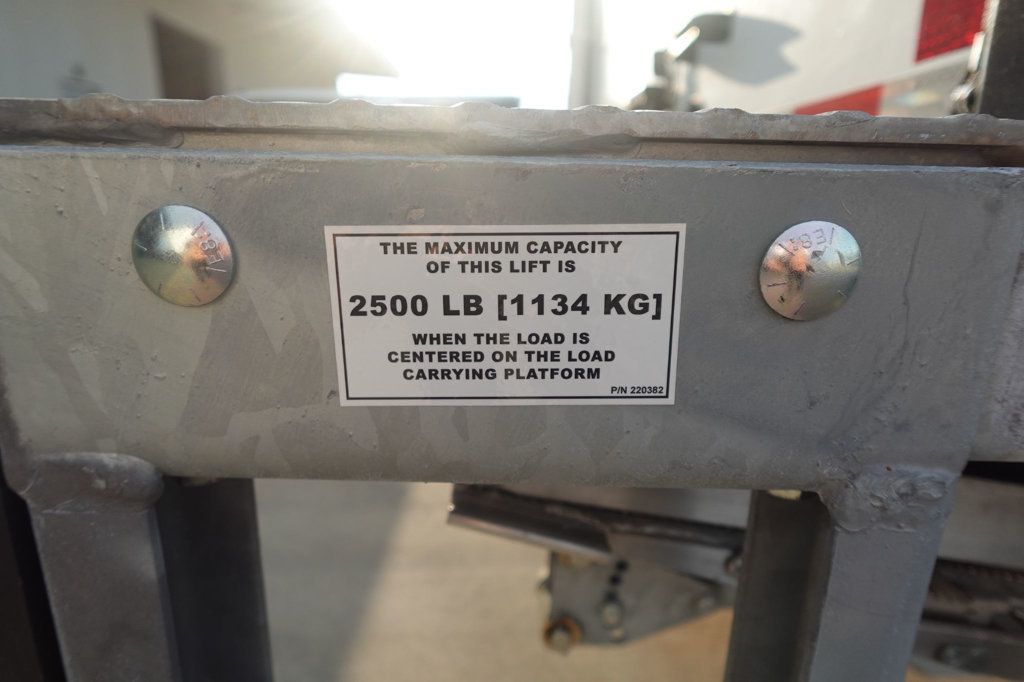 THE MAXIMUM CAPACITY
OF THIS LIFT IS
2500 LB [1134 KG]
WHEN THE LOAD IS
CENTERED ON THE LOAD
CARRYING PLATFORM
P/N 220382